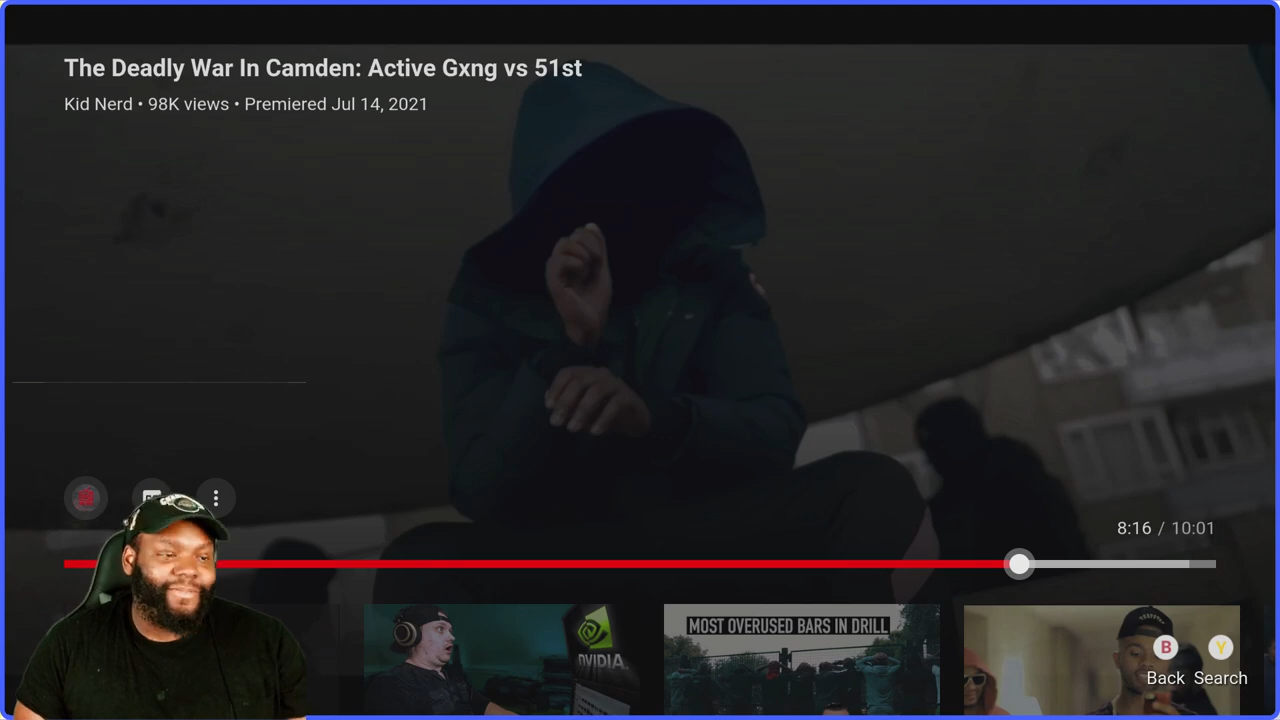 The Deadly War In Camden: Active Gxng vs 51st
Kid Nerd • 98K views • Premiered Jul 14, 2021
8:16 / 10:01
NVIDIA
MOST OVERUSED BARS IN DRILL
B
Y
Back
Search